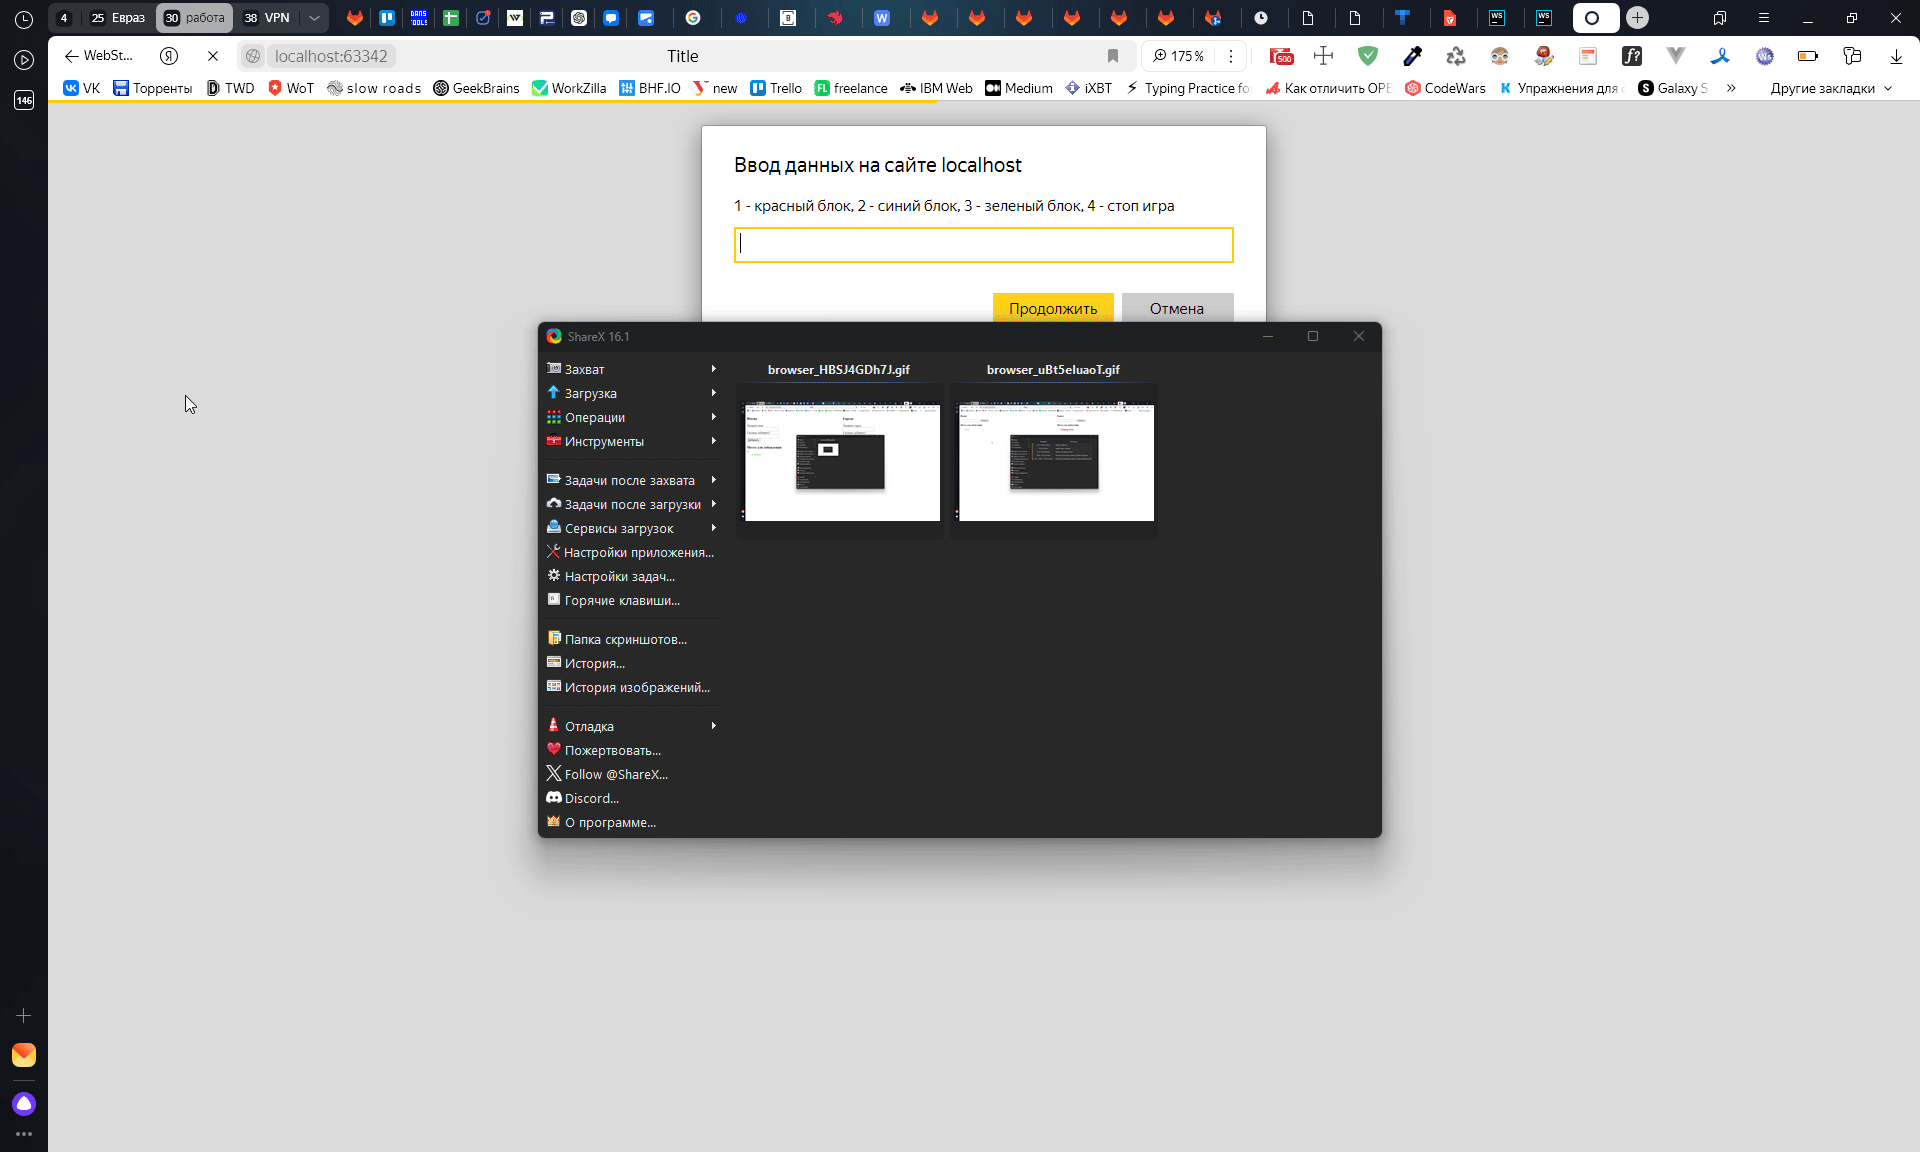 4 25 Евраз 30 работа 38 VPN
WebSt... localhost:63342 Title 175 %
VK Торренты TWD WoT slow roads GeekBrains WorkZilla BHF.IO new Trello freelance IBM Web Medium iXBT Typing Practice fo Как отличить ОРЕ CodeWars Упражнения для Galaxy S » Другие закладки
146
Ввод данных на сайте localhost
1 - красный блок, 2 - синий блок, 3 - зеленый блок, 4 - стоп игра
Продолжить Отмена
ShareX 16.1
Захват
Загрузка
Операции
Инструменты
Задачи после захвата
Задачи после загрузки
Сервисы загрузок
Настройки приложения...
Настройки задач...
Горячие клавиши...
Папка скриншотов...
История...
История изображений...
Отладка
Пожертвовать...
Follow @ShareX...
Discord...
О программе...
browser_HBSJ4GDh7J.gif browser_uBt5eIuaoT.gif